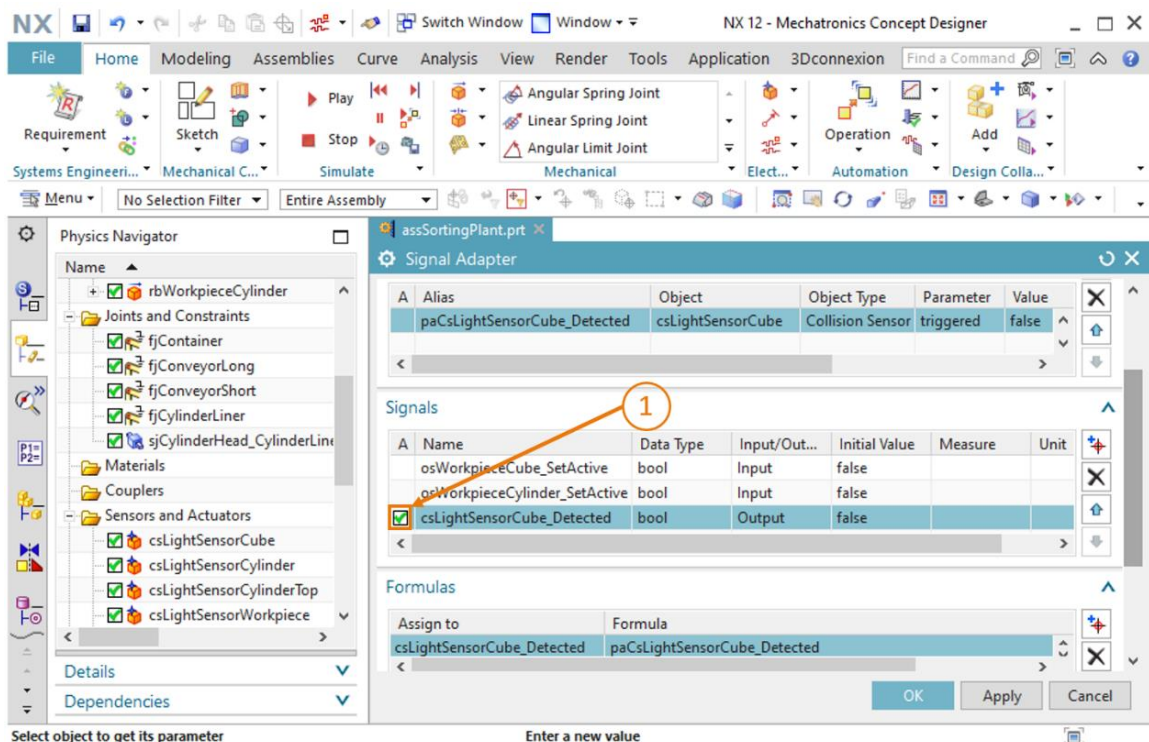 NX Switch Window Window NX 12 - Mechatronics Concept Designer
File Home Modeling Assemblies Curve Analysis View Render Tools Application 3Dconnexion Find a Command
Requirement Sketch Play Stop Angular Spring Joint
Linear Spring Joint
Angular Limit Joint
Operation Add
Systems Engineeri... Mechanical C... Simulate Mechanical Elect... Automation Design Colla...
Menu No Selection Filter Entire Assembly
Physics Navigator
Name
rbWorkpieceCylinder
Joints and Constraints
fjContainer
fjConveyorLong
fjConveyorShort
fjCylinderLiner
sjCylinderHead_CylinderLine
Materials
Couplers
Sensors and Actuators
csLightSensorCube
csLightSensorCylinder
csLightSensorCylinderTop
csLightSensorWorkpiece
Details
Dependencies
assSortingPlant.prt
Signal Adapter
A Alias Object Object Type Parameter Value
paCsLightSensorCube_Detected csLightSensorCube Collision Sensor triggered false
Signals
1
A Name Data Type Input/Out... Initial Value Measure Unit
osWorkpieceCube_SetActive bool Input false
osWorkpieceCylinder_SetActive bool Input false
csLightSensorCube_Detected bool Output false
Formulas
Assign to Formula
csLightSensorCube_Detected paCsLightSensorCube_Detected
OK Apply Cancel
Select object to get its parameter Enter a new value
P1=
P2=